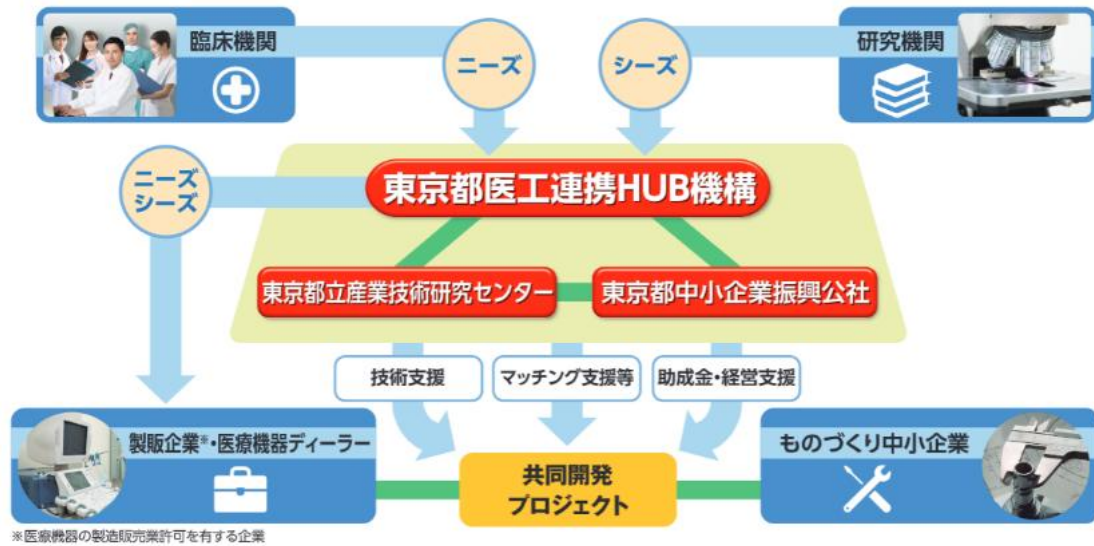 臨床機関
ニーズ
シーズ
研究機関
ニーズ
シーズ
東京都医工連携HUB機構
東京都立産業技術研究センター
東京都中小企業振興公社
技術支援
マッチング支援等
助成金・経営支援
製販企業※・医療機器ディーラー
共同開発
プロジェクト
ものづくり中小企業
※医療機器の製造販売業許可を有する企業